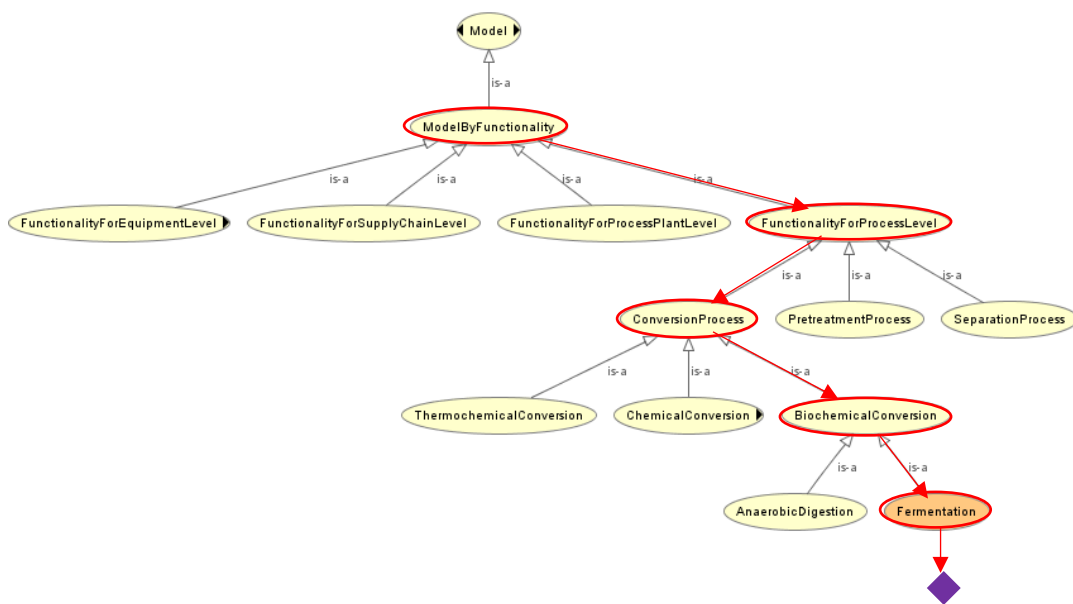 Model
is-a
ModelByFunctionality
is-a
is-a
is-a
is-a
FunctionalityForEquipmentLevel
FunctionalityForSupplyChainLevel
FunctionalityForProcessPlantLevel
FunctionalityForProcessLevel
is-a
is-a
is-a
ConversionProcess
PretreatmentProcess
SeparationProcess
is-a
is-a
is-a
ThermochemicalConversion
ChemicalConversion
BiochemicalConversion
is-a
is-a
AnaerobicDigestion
Fermentation